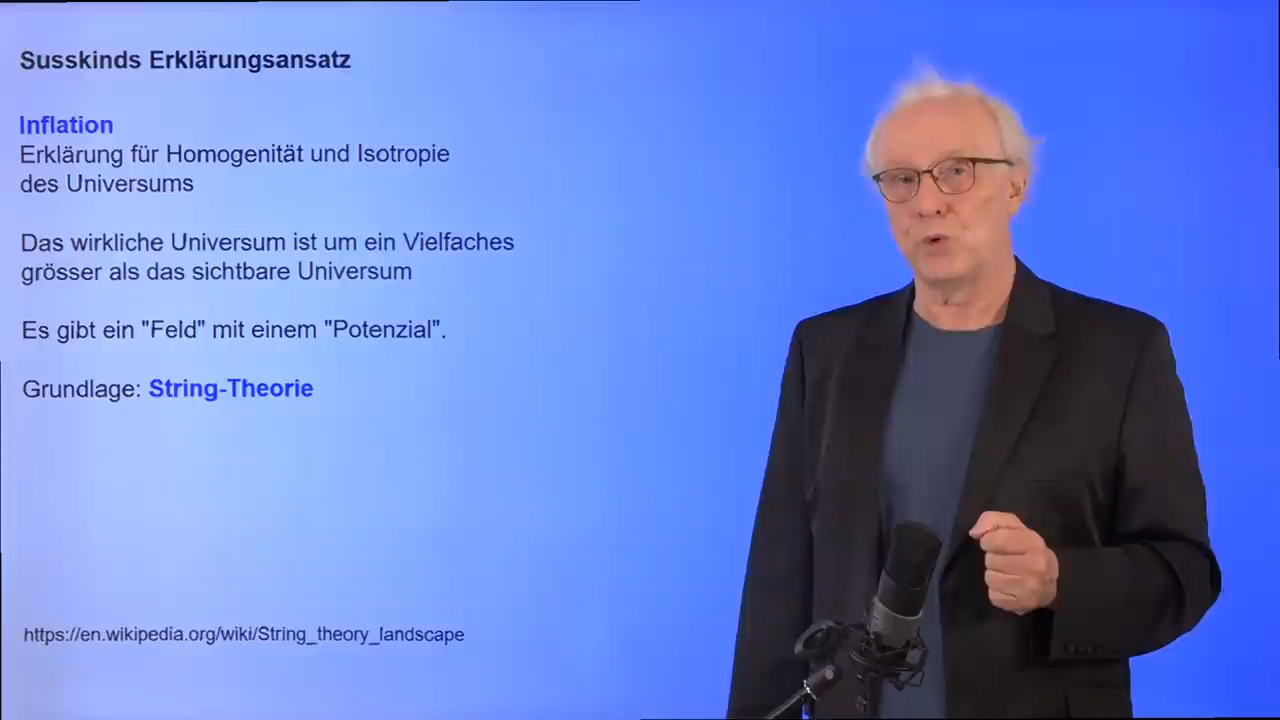 Susskinds Erklärungsansatz
Inflation
Erklärung für Homogenität und Isotropie
des Universums
Das wirkliche Universum ist um ein Vielfaches
grösser als das sichtbare Universum
Es gibt ein "Feld" mit einem "Potenzial".
Grundlage: String-Theorie
https://en.wikipedia.org/wiki/String_theory_landscape